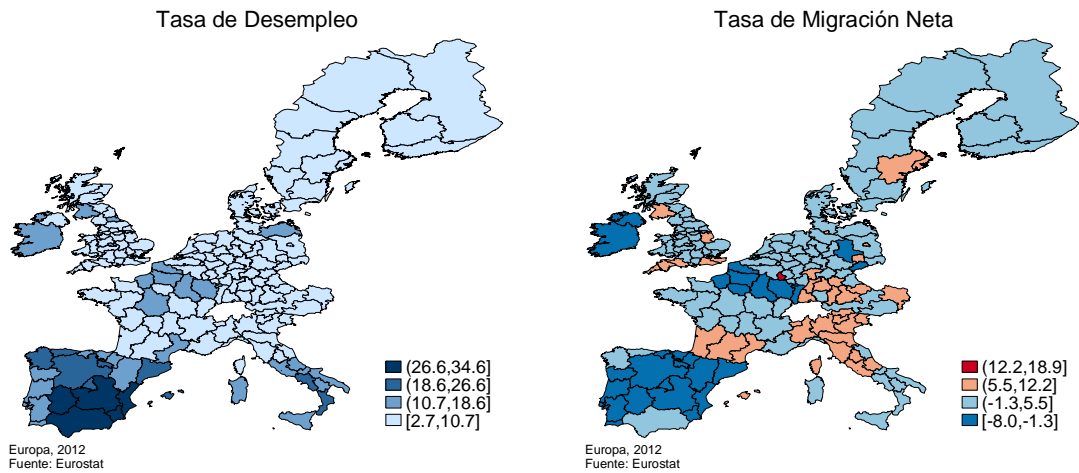 Tasa de Desempleo
(26.6,34.6]
(18.6,26.6]
(10.7,18.6]
[2.7,10.7]
Europa, 2012
Fuente: Eurostat
Tasa de Migración Neta
(12.2,18.9]
(5.5,12.2]
(-1.3,5.5]
[-8.0,-1.3]
Europa, 2012
Fuente: Eurostat